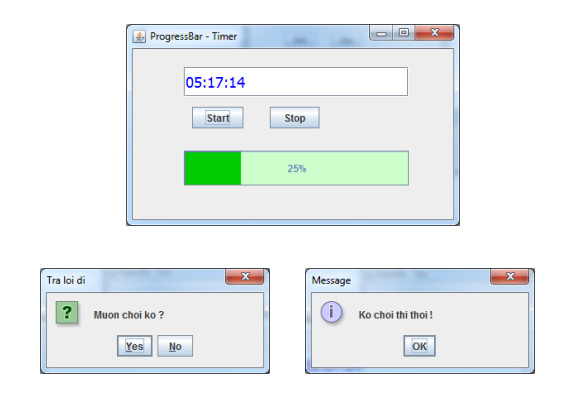 ProgressBar - Timer
05:17:14
Start Stop
25%
Tra loi di
Muon choi ko ?
Yes No
Message
Ko choi thi thoi !
OK